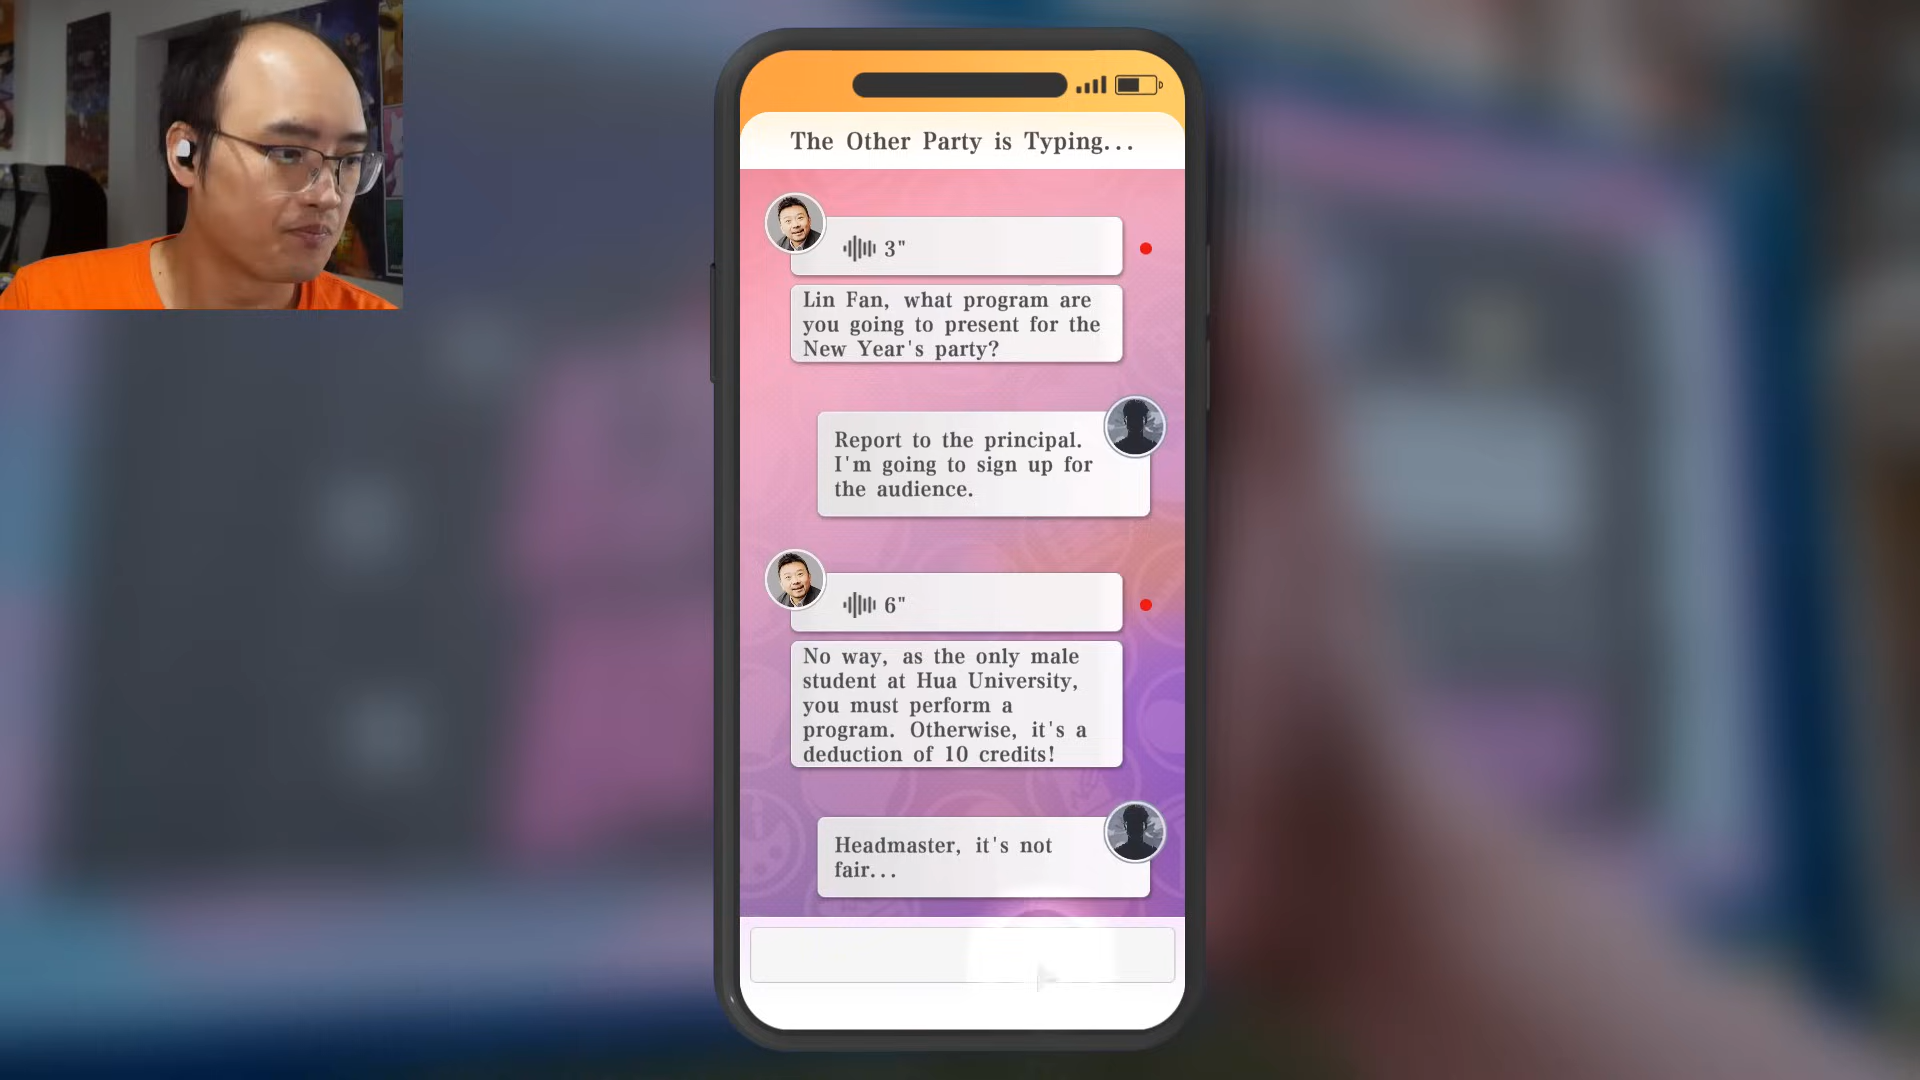 The Other Party is Typing...
3"
Lin Fan, what program are
you going to present for the
New Year's party?
Report to the principal.
I'm going to sign up for
the audience.
6"
No way, as the only male
student at Hua University,
you must perform a
program. Otherwise, it's a
deduction of 10 credits!
Headmaster, it's not
fair...